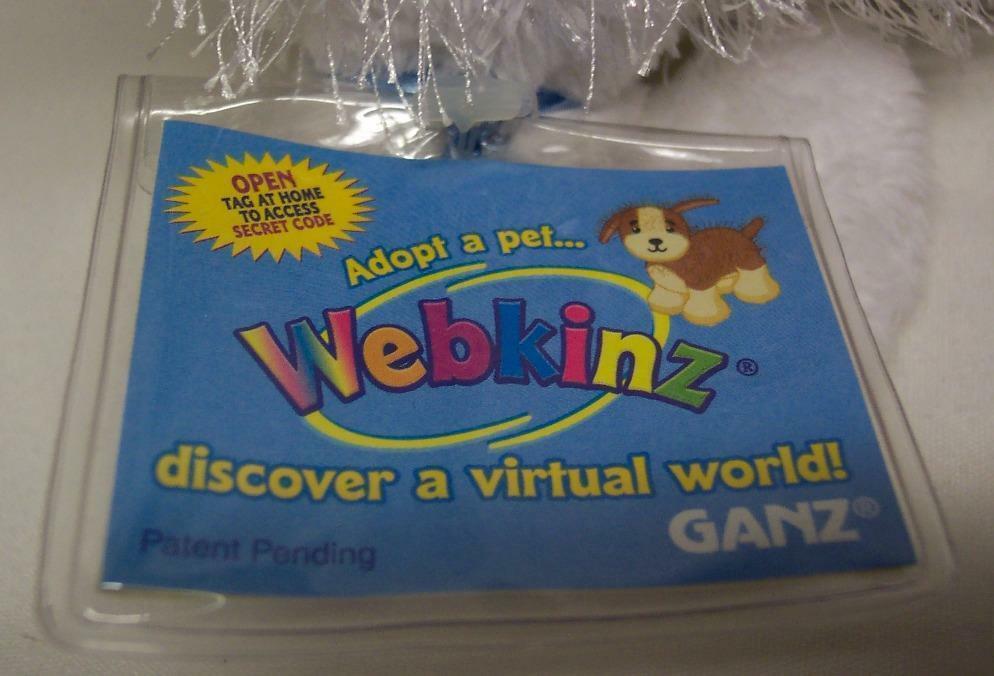 OPEN
TAG AT HOME
TO ACCESS
SECRET CODE
Adopt a pet...
Webkinz®
discover a virtual world!
GANZ®
Patent Pending